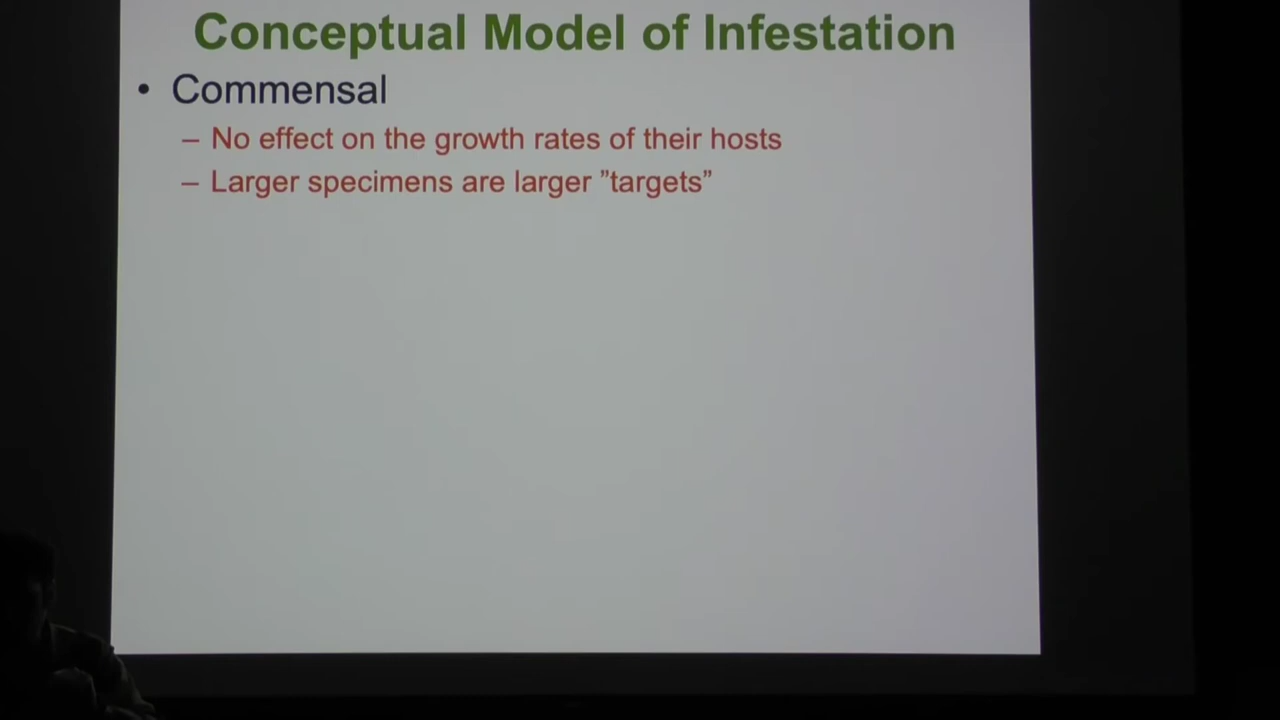 Conceptual Model of Infestation
• Commensal
– No effect on the growth rates of their hosts
– Larger specimens are larger ”targets”